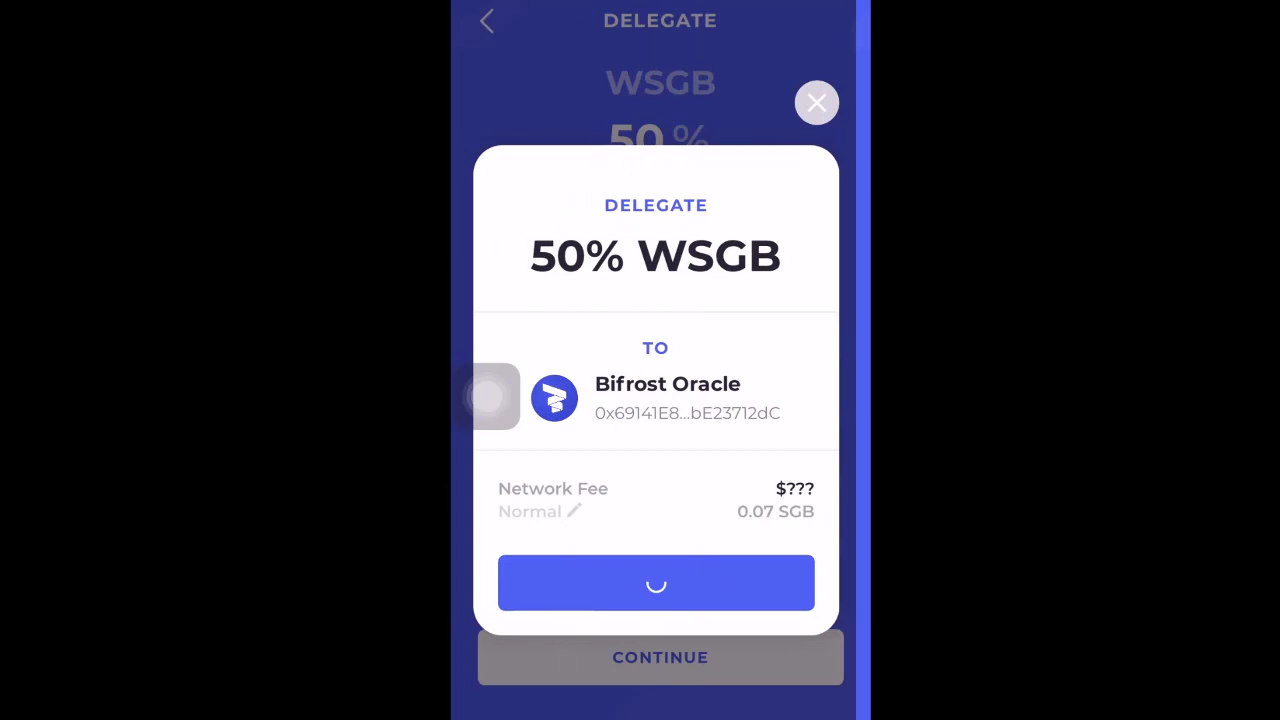 DELEGATE
WSGB
50 %
DELEGATE
50% WSGB
TO
Bifrost Oracle
0x69141E8...bE23712dC
Network Fee $???
Normal 0.07 SGB
CONTINUE